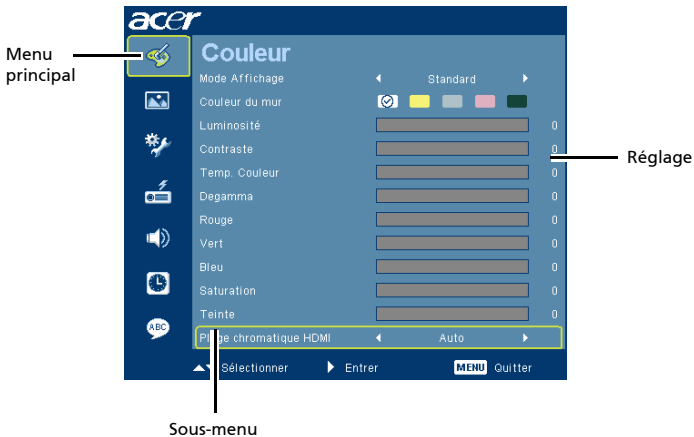 acer
Menu principal
Couleur
Mode Affichage Standard
Couleur du mur
Luminosité 0
Contraste 0
Réglage
Temp. Couleur 0
Degamma 0
Rouge 0
Vert 0
Bleu 0
Saturation 0
Teinte 0
ABC
Plage chromatique HDMI Auto
Sélectionner Entrer MENU Quitter
Sous-menu